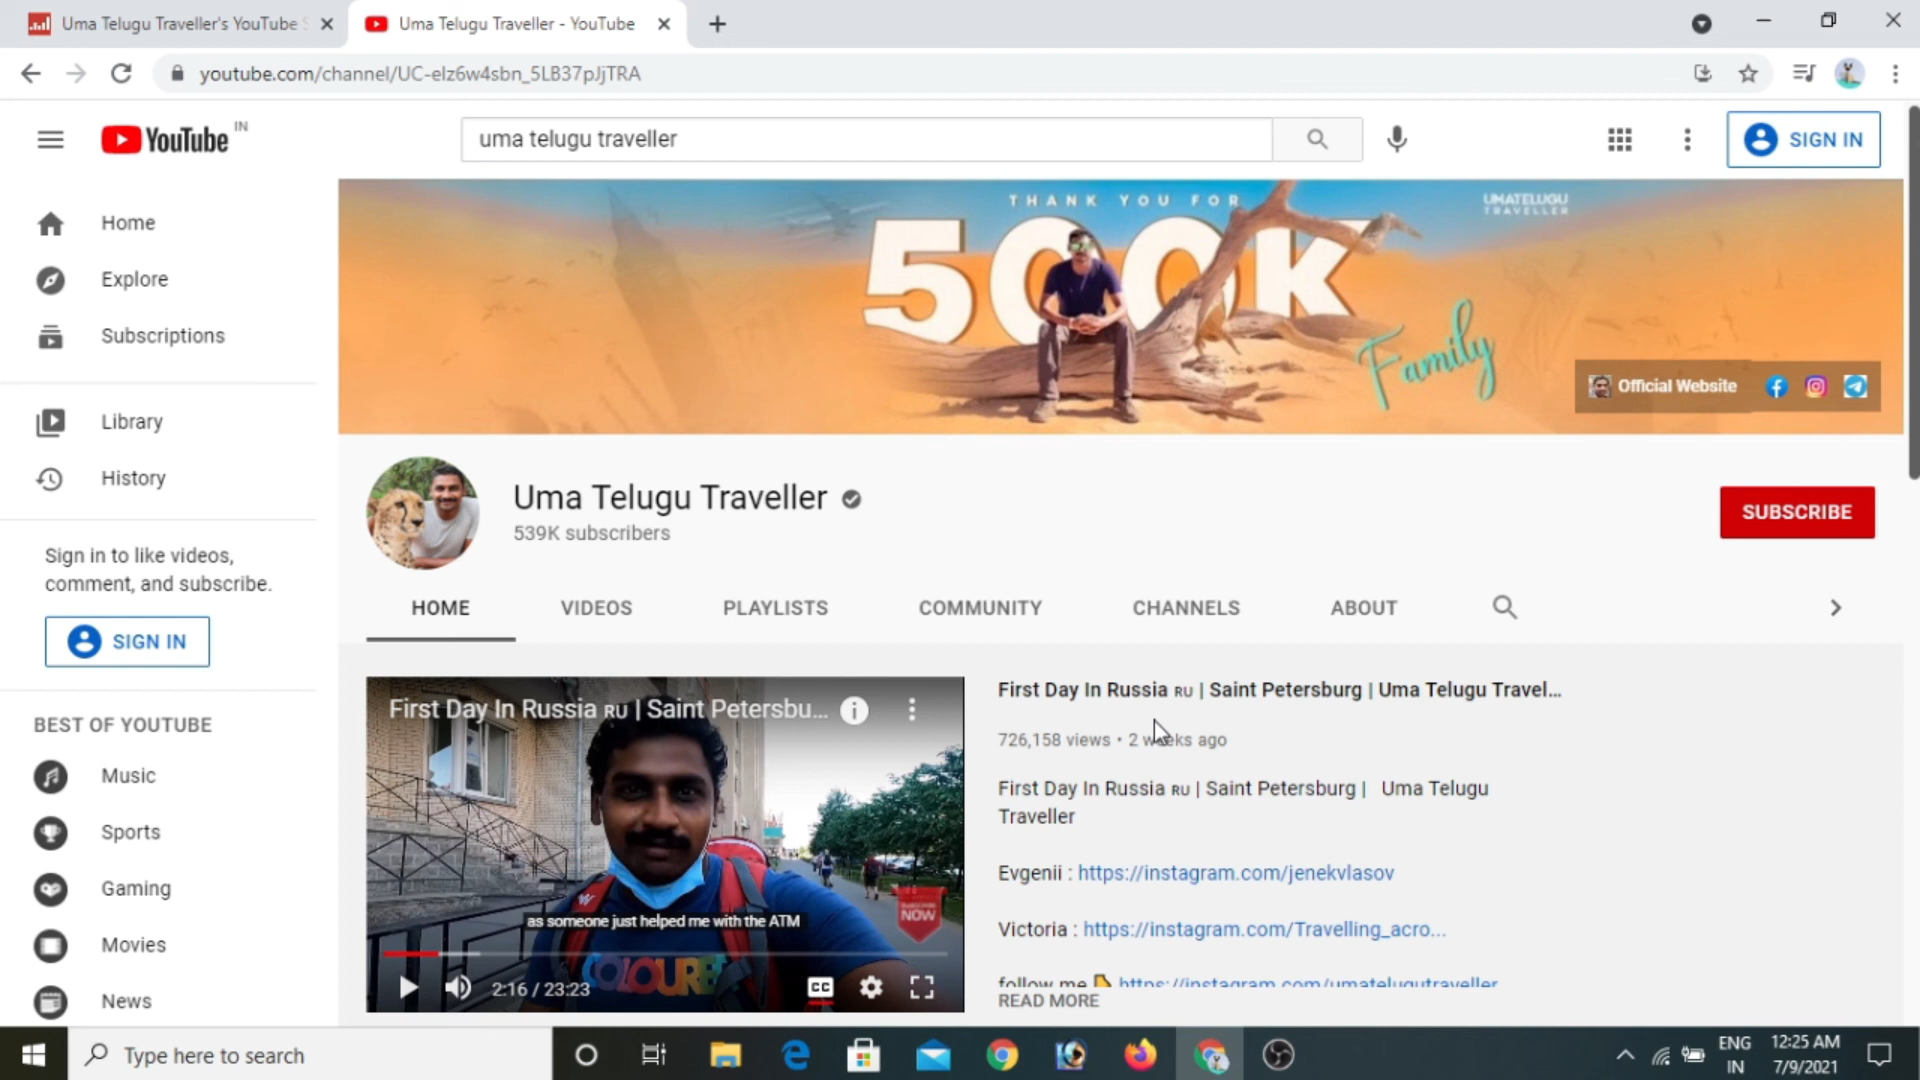 Uma Telugu Traveller's YouTube S
Uma Telugu Traveller - YouTube
youtube.com/channel/UC-elz6w4sbn_5LB37pJjTRA
YouTube IN
uma telugu traveller
SIGN IN
Home
Explore
Subscriptions
Library
History
Sign in to like videos,
comment, and subscribe.
SIGN IN
BEST OF YOUTUBE
Music
Sports
Gaming
Movies
News
THANK YOU FOR
500K
Family
UMATELUGU
TRAVELLER
Official Website
Uma Telugu Traveller
539K subscribers
SUBSCRIBE
HOME
VIDEOS
PLAYLISTS
COMMUNITY
CHANNELS
ABOUT
First Day In Russia RU | Saint Petersbu...
as someone just helped me with the ATM
SUBSCRIBE
NOW
COLOURE
2:16 / 23:23
CC
First Day In Russia RU | Saint Petersburg | Uma Telugu Travel...
726,158 views • 2 weeks ago
First Day In Russia RU | Saint Petersburg | Uma Telugu
Traveller
Evgenii : https://instagram.com/jenekvlasov
Victoria : https://instagram.com/Travelling_acro...
follow me https://instagram.com/umatelugutraveller
READ MORE
Type here to search
ENG
IN
12:25 AM
7/9/2021